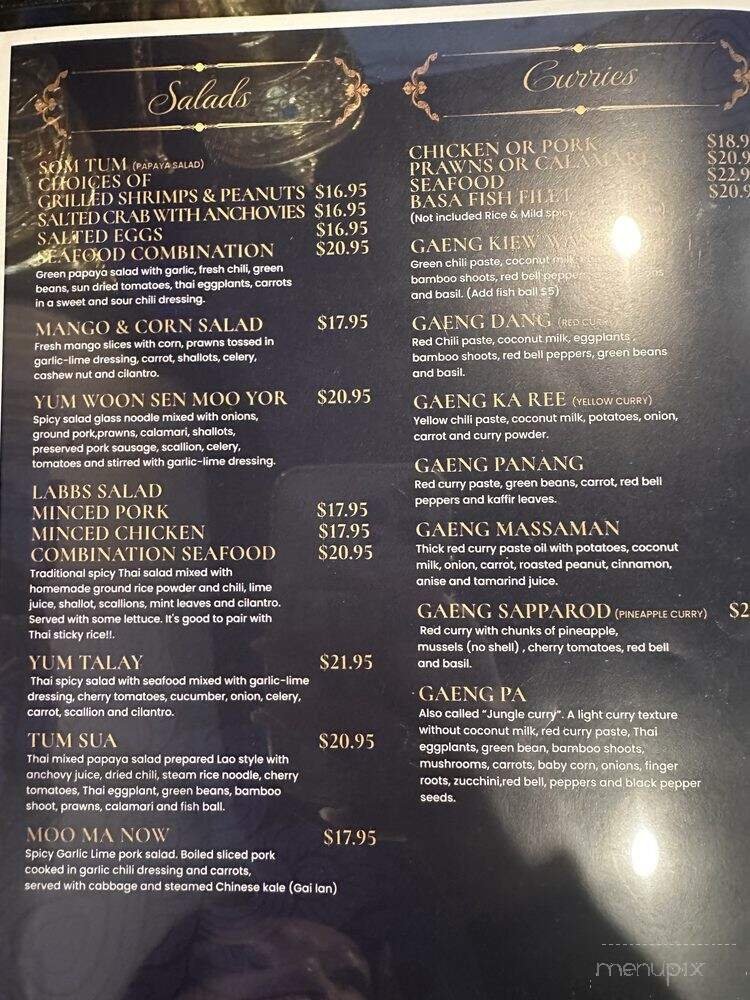 Salads
SOM TUM (PAPAYA SALAD)
CHOICES OF
GRILLED SHRIMPS & PEANUTS $16.95
SALTED CRAB WITH ANCHOVIES $16.95
SALTED EGGS $16.95
SEAFOOD COMBINATION $20.95
Green papaya salad with garlic, fresh chili, green
beans, sun dried tomatoes, thai eggplants, carrots
in a sweet and sour chili dressing.
MANGO & CORN SALAD $17.95
Fresh mango slices with corn, prawns tossed in
garlic-lime dressing, carrot, shallots, celery,
cashew nut and cilantro.
YUM WOON SEN MOO YOR $20.95
Spicy salad glass noodle mixed with onions,
ground pork,prawns, calamari, shallots,
preserved pork sausage, scallion, celery,
tomatoes and stirred with garlic-lime dressing.
LABBS SALAD
MINCED PORK $17.95
MINCED CHICKEN $17.95
COMBINATION SEAFOOD $20.95
Traditional spicy Thai salad mixed with
homemade ground rice powder and chili, lime
juice, shallot, scallions, mint leaves and cilantro.
Served with some lettuce. It's good to pair with
Thai sticky rice!!.
YUM TALAY $21.95
Thai spicy salad with seafood mixed with garlic-lime
dressing, cherry tomatoes, cucumber, onion, celery,
carrot, scallion and cilantro.
TUM SUA $20.95
Thai mixed papaya salad prepared Lao style with
anchovy juice, dried chili, steam rice noodle, cherry
tomatoes, Thai eggplant, green beans, bamboo
shoot, prawns, calamari and fish ball.
MOO MA NOW $17.95
Spicy Garlic Lime pork salad. Boiled sliced pork
cooked in garlic chili dressing and carrots,
served with cabbage and steamed Chinese kale (Gai lan)
Curries
CHICKEN OR PORK $18.9
PRAWNS OR CALAMARI $20.9
SEAFOOD $22.9
BASA FISH FILET $20.9
(Not included Rice & Mild spicy
GAENG KIEW
Green chili paste, coconut milk,
bamboo shoots, red bell pepper
and basil. (Add fish ball $5)
GAENG DANG (RED CURRY)
Red Chili paste, coconut milk, eggplants,
bamboo shoots, red bell peppers, green beans
and basil.
GAENG KA REE (YELLOW CURRY)
Yellow chili paste, coconut milk, potatoes, onion,
carrot and curry powder.
GAENG PANANG
Red curry paste, green beans, carrot, red bell
peppers and kaffir leaves.
GAENG MASSAMAN
Thick red curry paste oil with potatoes, coconut
milk, onion, carrot, roasted peanut, cinnamon,
anise and tamarind juice.
GAENG SAPPAROD (PINEAPPLE CURRY) $2
Red curry with chunks of pineapple,
mussels (no shell) , cherry tomatoes, red bell
and basil.
GAENG PA
Also called "Jungle curry". A light curry texture
without coconut milk, red curry paste, Thai
eggplants, green bean, bamboo shoots,
mushrooms, carrots, baby corn, onions, finger
roots, zucchini,red bell, peppers and black pepper
seeds.
menupix